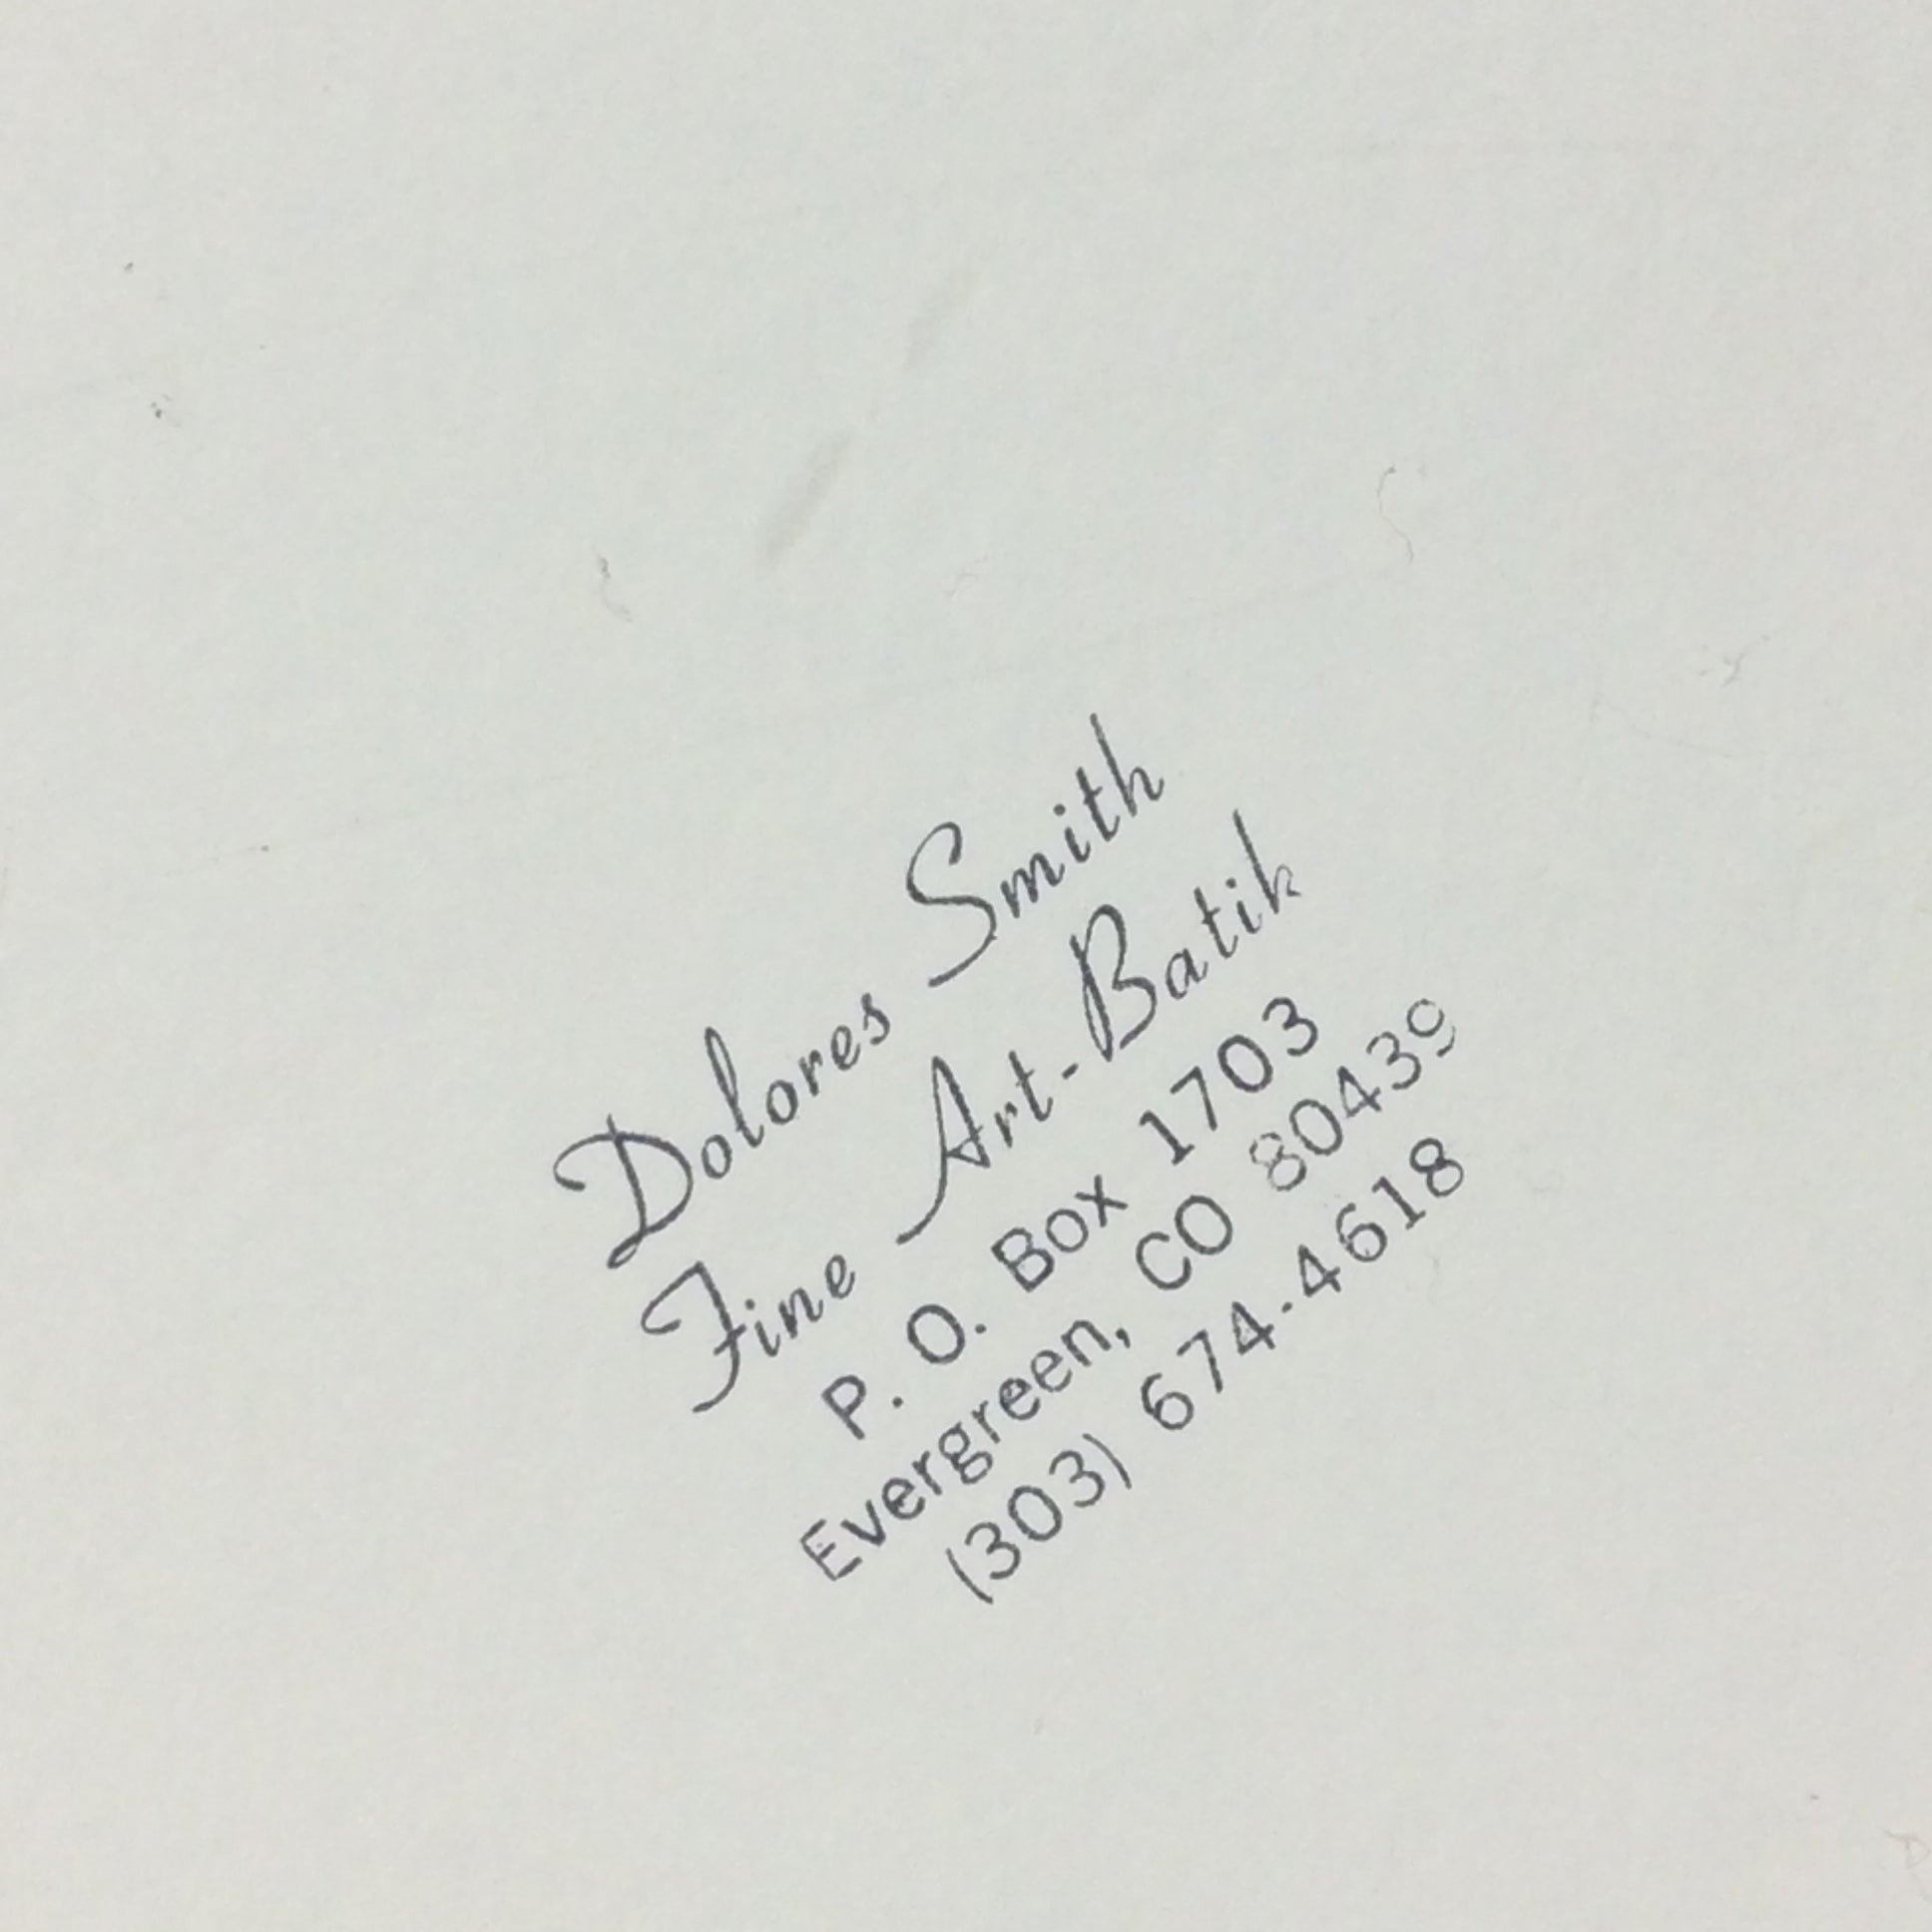 Dolores Smith
Fine Art-Batik
P. O. Box 1703
Evergreen, CO 80439
(303) 674-4618